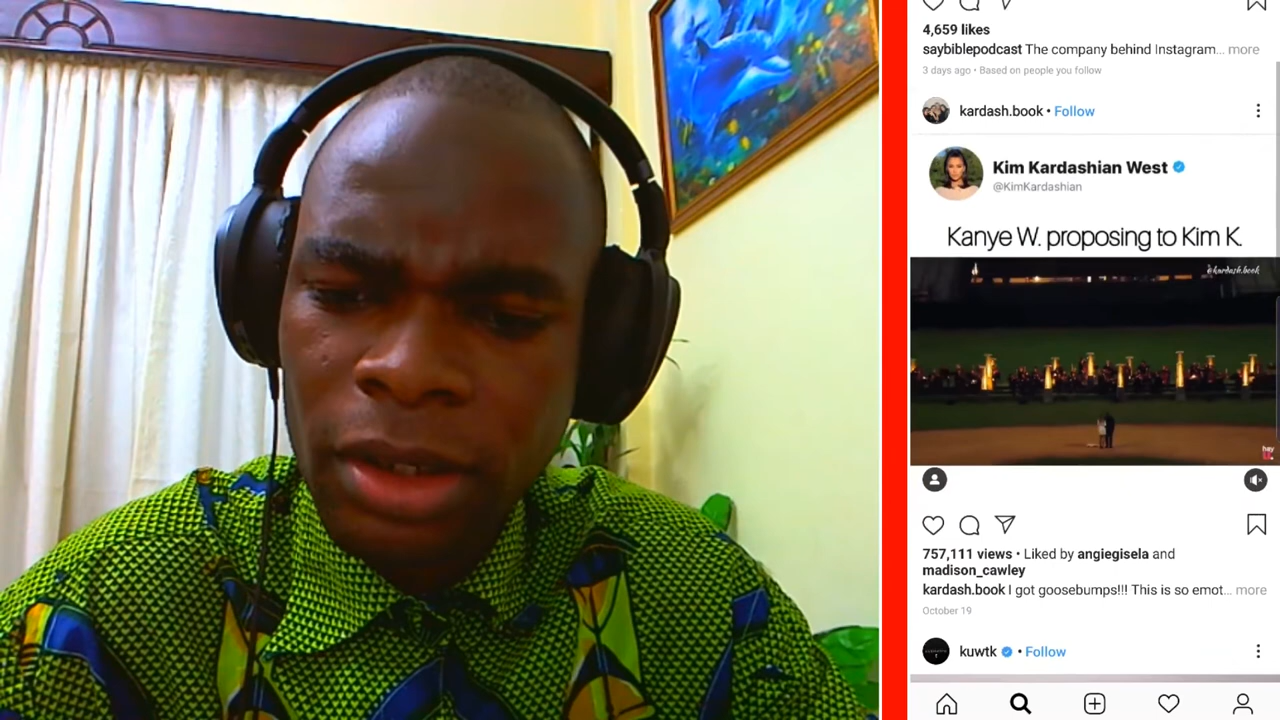 4,659 likes
saybiblepodcast The company behind Instagram... more
3 days ago • Based on people you follow
kardash.book • Follow
Kim Kardashian West
@KimKardashian
Kanye W. proposing to Kim K.
@kardash.book
hay
u.
757,111 views • Liked by angiegisela and
madison_cawley
kardash.book I got goosebumps!!! This is so emot... more
October 19
kuwtk • Follow